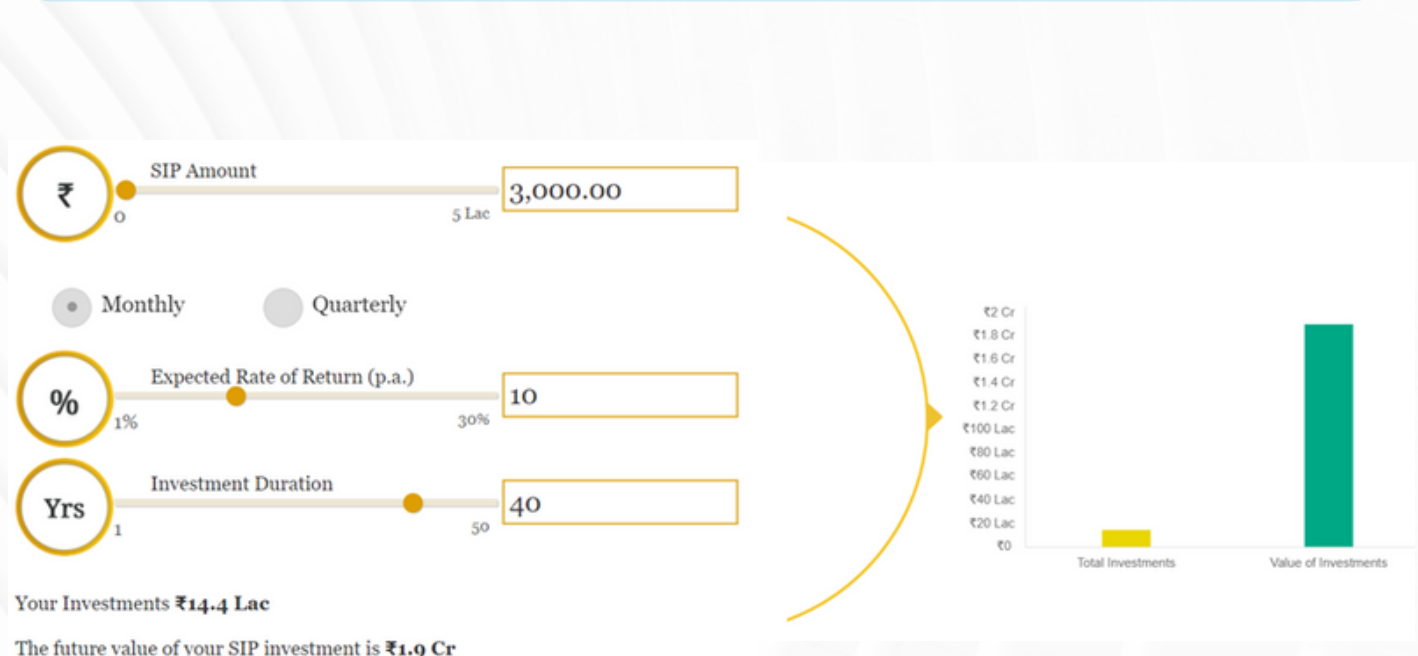 SIP Amount
₹
3,000.00
0
5 Lac
Monthly
Quarterly
Expected Rate of Return (p.a.)
%
10
1%
30%
Investment Duration
Yrs
40
1
50
Your Investments ₹14.4 Lac
The future value of your SIP investment is ₹1.9 Cr
₹2 Cr
₹1.8 Cr
₹1.6 Cr
₹1.4 Cr
₹1.2 Cr
₹100 Lac
₹80 Lac
₹60 Lac
₹40 Lac
₹20 Lac
₹0
Total Investments
Value of Investments